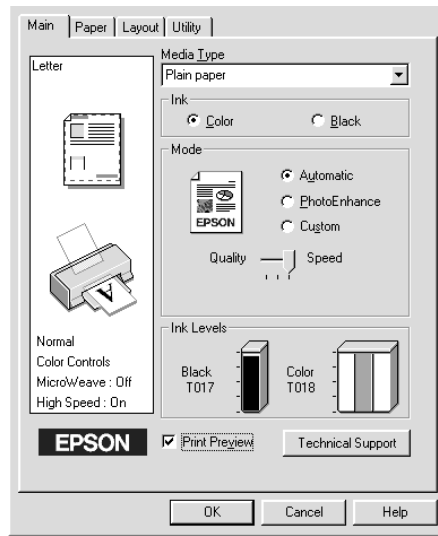 Main Paper Layout Utility
Letter
Media Type
Plain paper
Ink
Color Black
Mode
EPSON
Automatic
PhotoEnhance
Custom
Quality Speed
A
Normal
Color Controls
MicroWeave : Off
High Speed : On
Ink Levels
Black
T017
Color
T018
EPSON
Print Preview
Technical Support
OK Cancel Help